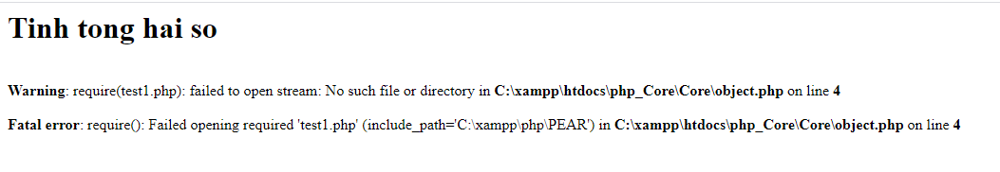 Tinh tong hai so
Warning: require(test1.php): failed to open stream: No such file or directory in C:\xampp\htdocs\php_Core\Core\object.php on line 4
Fatal error: require(): Failed opening required 'test1.php' (include_path='C:\xampp\php\PEAR') in C:\xampp\htdocs\php_Core\Core\object.php on line 4